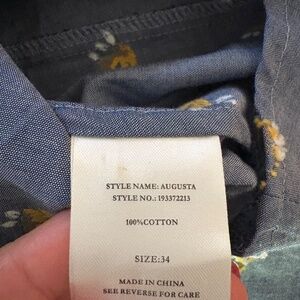 STYLE NAME: AUGUSTA
STYLE NO.: 193372213
100%COTTON
SIZE:34
MADE IN CHINA
SEE REVERSE FOR CARE